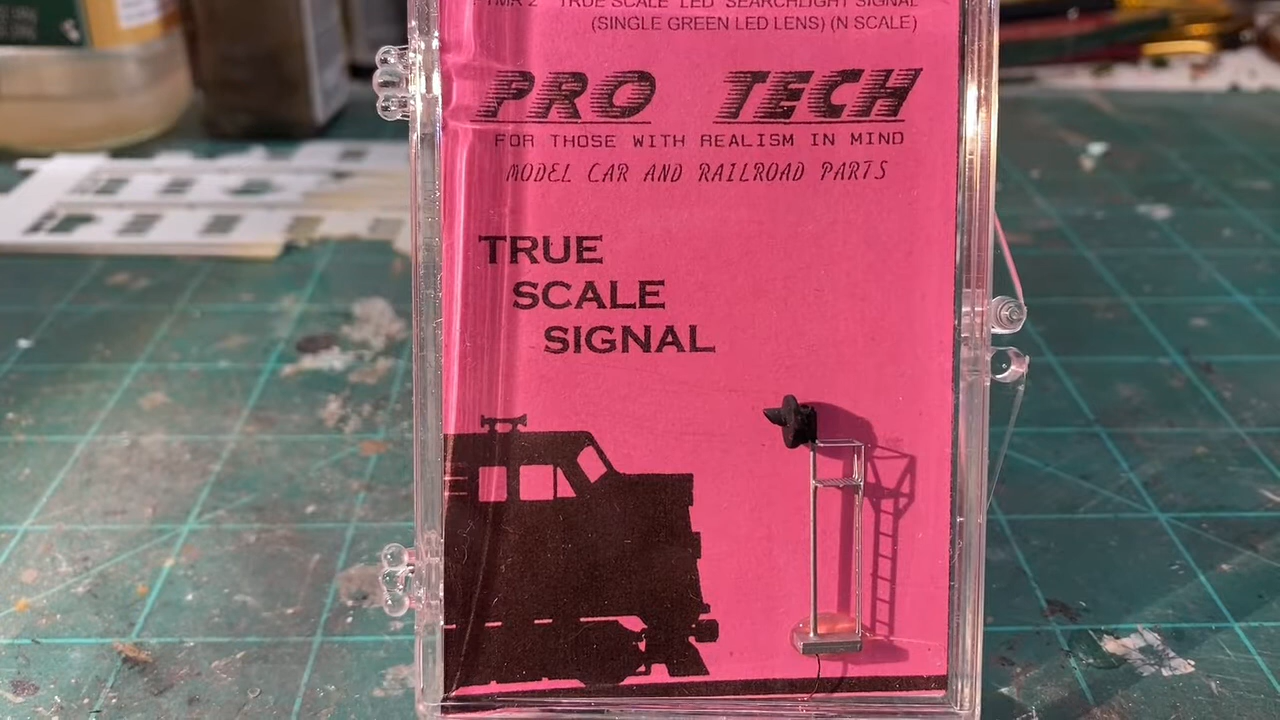 TRUE SCALE LED SEARCHLIGHT SIGNAL
(SINGLE GREEN LED LENS) (N SCALE)
PRO TECH
FOR THOSE WITH REALISM IN MIND
MODEL CAR AND RAILROAD PARTS
TRUE
SCALE
SIGNAL